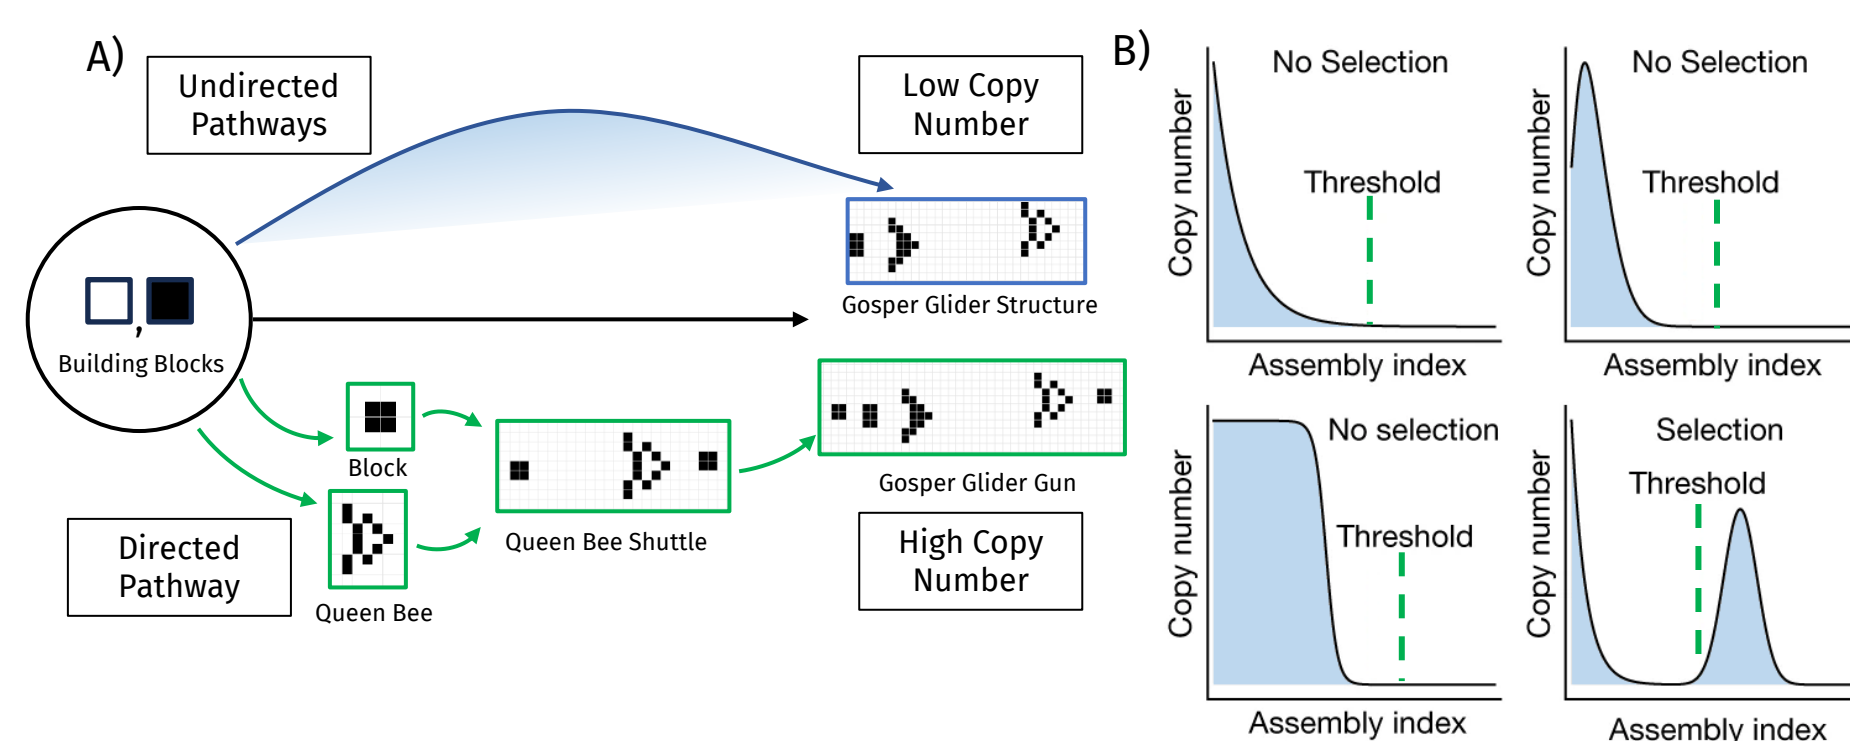 A)
Undirected
Pathways
Low Copy
Number
Gosper Glider Structure
,
Building Blocks
Block
Queen Bee
Queen Bee Shuttle
Gosper Glider Gun
Directed
Pathway
High Copy
Number
B)
No Selection
Threshold
Copy number
Assembly index
No Selection
Threshold
Copy number
Assembly index
No selection
Threshold
Copy number
Assembly index
Selection
Threshold
Copy number
Assembly index